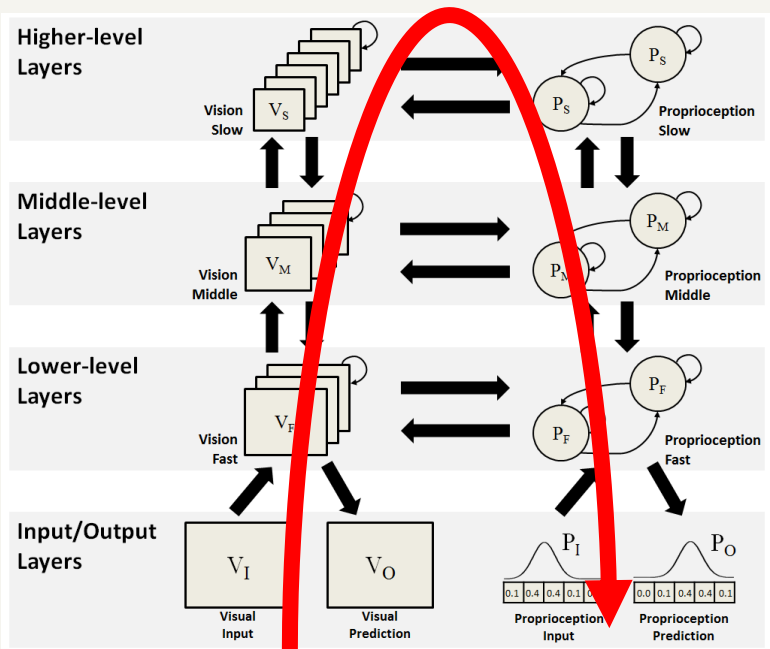 Higher-level
Layers
Vision
Slow
V_S
P_S
P_S
Proprioception
Slow
Middle-level
Layers
Vision
Middle
V_M
P_M
P_M
Proprioception
Middle
Lower-level
Layers
Vision
Fast
V_F
P_F
P_F
Proprioception
Fast
Input/Output
Layers
V_I
V_O
P_I
P_O
0.1 0.4 0.4 0.1
0.0 0.1 0.4 0.4 0.1
Visual
Input
Visual
Prediction
Proprioception
Input
Proprioception
Prediction